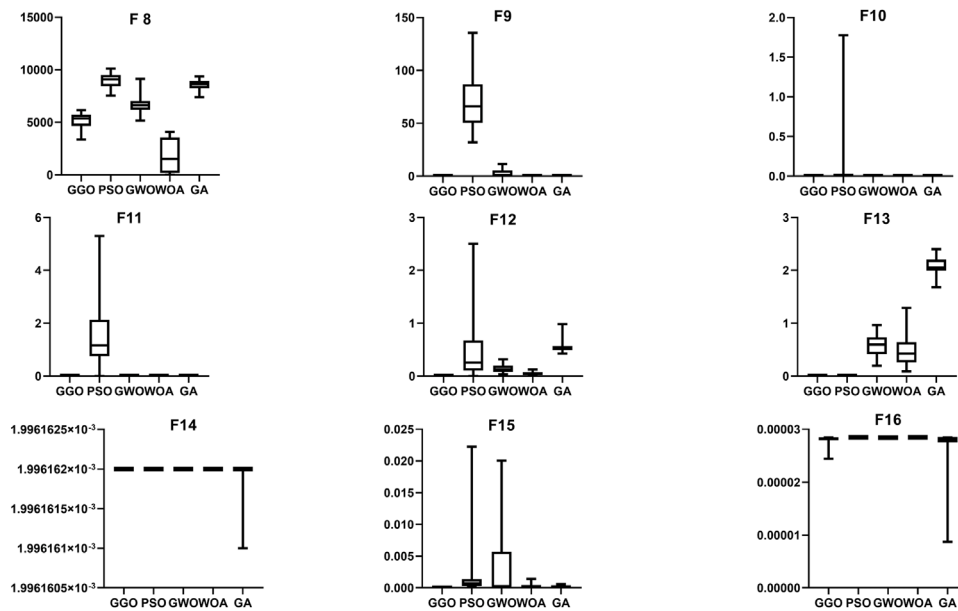 F 8
15000
10000
5000
0
GGO PSO GWOWOA GA
F9
150
100
50
0
GGO PSO GWOWOA GA
F10
2.0
1.5
1.0
0.5
0.0
GGO PSO GWOWOA GA
F11
6
4
2
0
GGO PSO GWOWOA GA
F12
3
2
1
0
GGO PSO GWOWOA GA
F13
3
2
1
0
GGO PSO GWOWOA GA
F14
1.9961625×10⁻³
1.996162×10⁻³
1.9961615×10⁻³
1.996161×10⁻³
1.9961605×10⁻³
GGO PSO GWOWOA GA
F15
0.025
0.020
0.015
0.010
0.005
0.000
GGO PSO GWOWOA GA
F16
0.00003
0.00002
0.00001
0.00000
GGO PSO GWOWOA GA